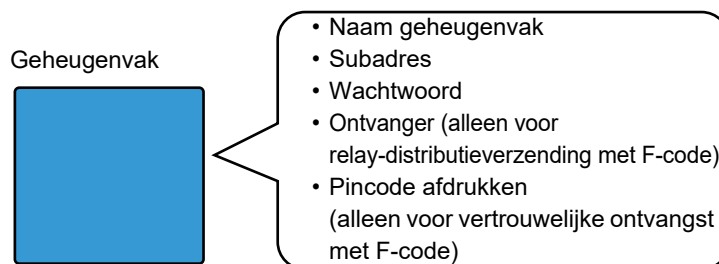 Geheugenvak
• Naam geheugenvak
• Subadres
• Wachtwoord
• Ontvanger (alleen voor
relay-distributieverzending met F-code)
• Pincode afdrukken
(alleen voor vertrouwelijke ontvangst
met F-code)